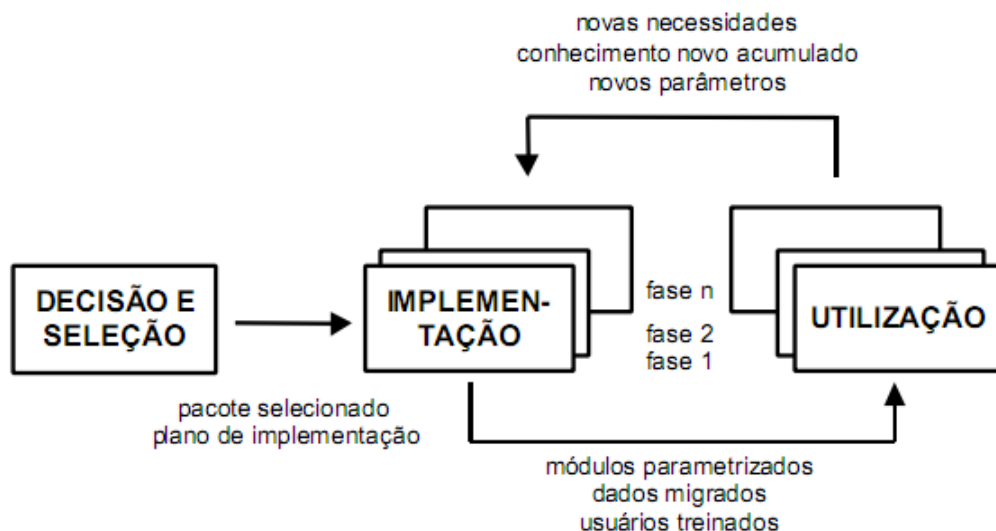 novas necessidades
conhecimento novo acumulado
novos parâmetros
DECISÃO E
SELEÇÃO
IMPLEMEN-
TAÇÃO
fase n
fase 2
fase 1
UTILIZAÇÃO
pacote selecionado
plano de implementação
módulos parametrizados
dados migrados
usuários treinados